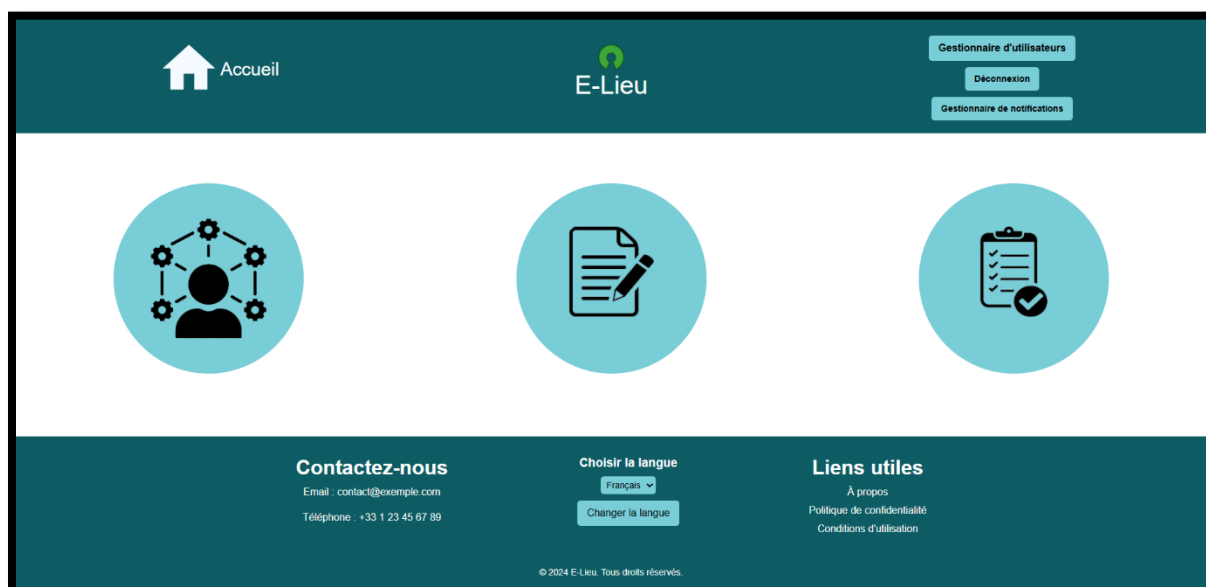 Accueil
E-Lieu
Gestionnaire d'utilisateurs
Déconnexion
Gestionnaire de notifications
Contactez-nous
Email : contact@exemple.com
Téléphone : +33 1 23 45 67 89
Choisir la langue
Français
Changer la langue
Liens utiles
À propos
Politique de confidentialité
Conditions d'utilisation
© 2024 E-Lieu. Tous droits réservés.